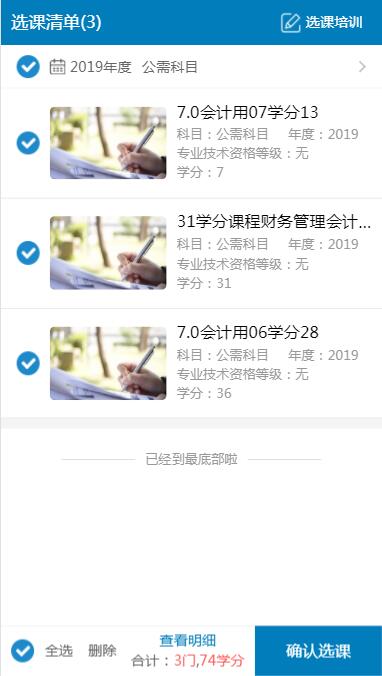 选课清单(3) 选课培训
2019年度 公需科目
7.0会计用07学分13
科目：公需科目 年度：2019
专业技术资格等级：无
学分：7
31学分课程财务管理会计...
科目：公需科目 年度：2019
专业技术资格等级：无
学分：31
7.0会计用06学分28
科目：公需科目 年度：2019
专业技术资格等级：无
学分：36
已经到最底部啦
全选 删除 查看明细 确认选课
合计：3门,74学分